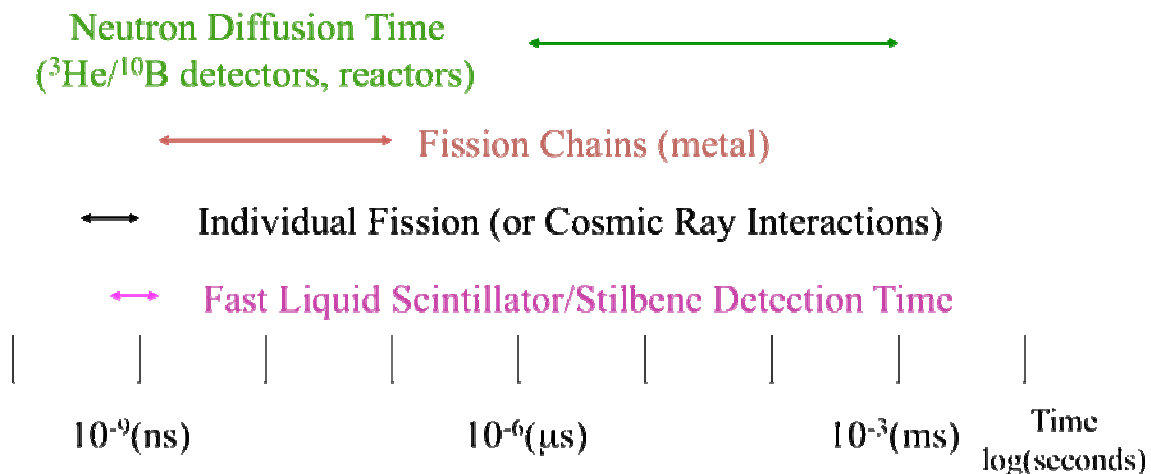 Neutron Diffusion Time
(³He/¹⁰B detectors, reactors)
Fission Chains (metal)
Individual Fission (or Cosmic Ray Interactions)
Fast Liquid Scintillator/Stilbene Detection Time
10⁻⁹(ns)
10⁻⁶(μs)
10⁻³(ms)
Time
log(seconds)